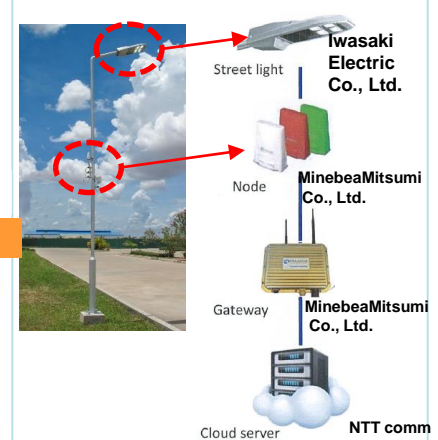 Iwasaki
Electric
Co., Ltd.
Street light
Node
MinebeaMitsumi
Co., Ltd.
Gateway
MinebeaMitsumi
Co., Ltd.
Cloud server
NTT comm